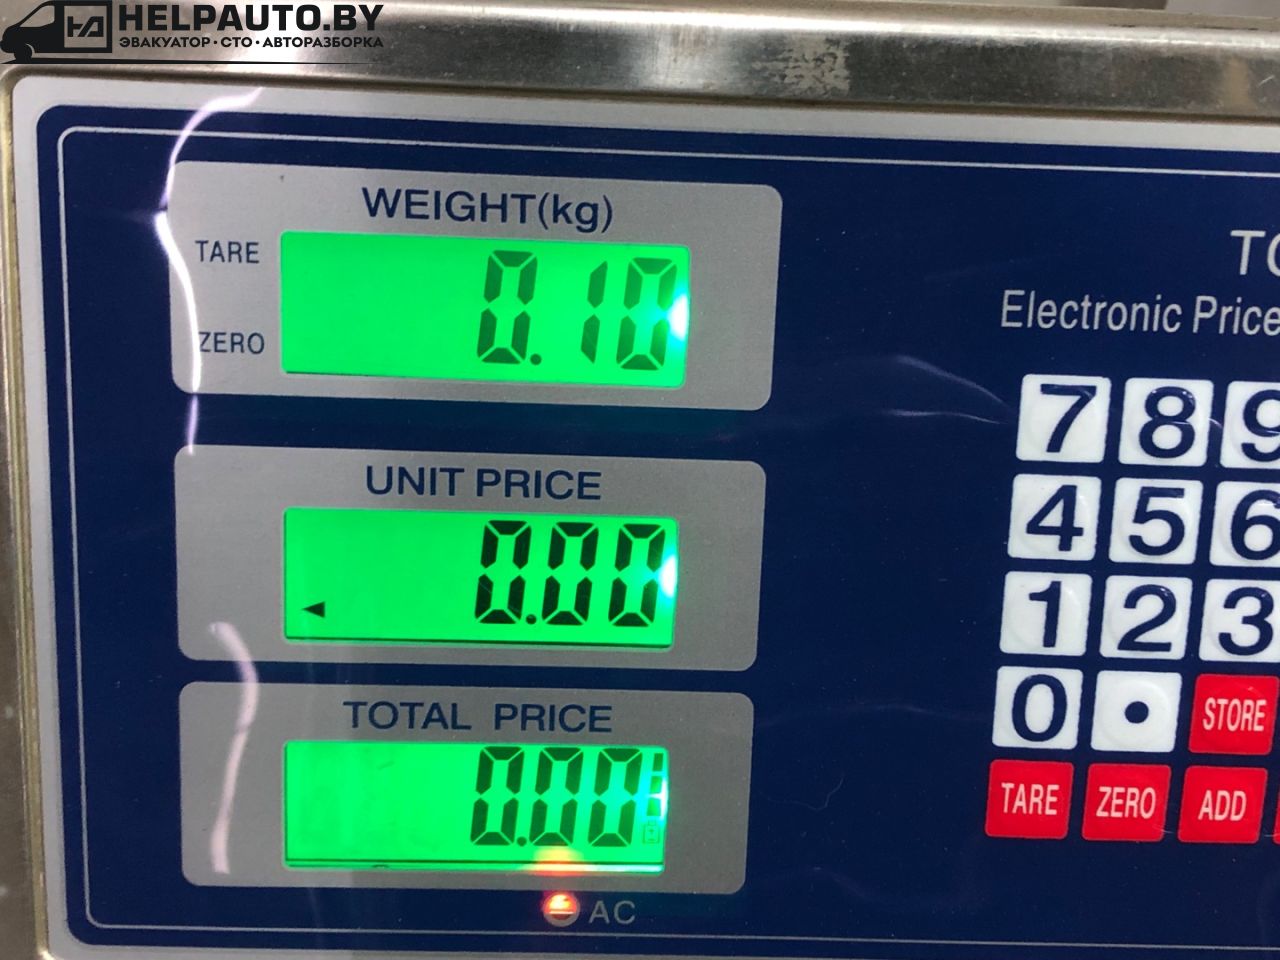 HELPAUTO.BY
ЭВАКУАТОР · СТО · АВТОРАЗБОРКА
WEIGHT(kg)
TARE
0.10
ZERO
UNIT PRICE
0.00
TOTAL PRICE
0.00
AC
Electronic Price
7 8 9
4 5 6
1 2 3
0 • STORE
TARE ZERO ADD